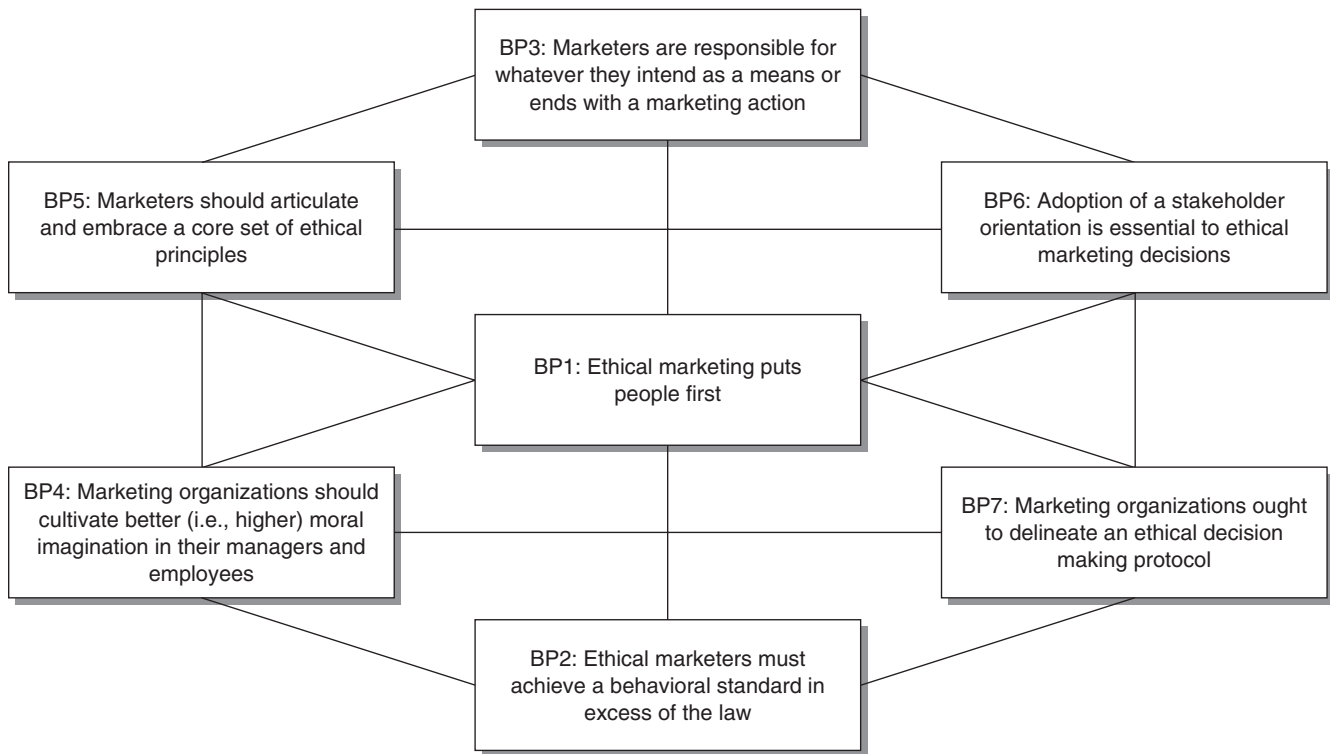 BP3: Marketers are responsible for
whatever they intend as a means or
ends with a marketing action
BP5: Marketers should articulate
and embrace a core set of ethical
principles
BP6: Adoption of a stakeholder
orientation is essential to ethical
marketing decisions
BP1: Ethical marketing puts
people first
BP4: Marketing organizations should
cultivate better (i.e., higher) moral
imagination in their managers and
employees
BP7: Marketing organizations ought
to delineate an ethical decision
making protocol
BP2: Ethical marketers must
achieve a behavioral standard in
excess of the law